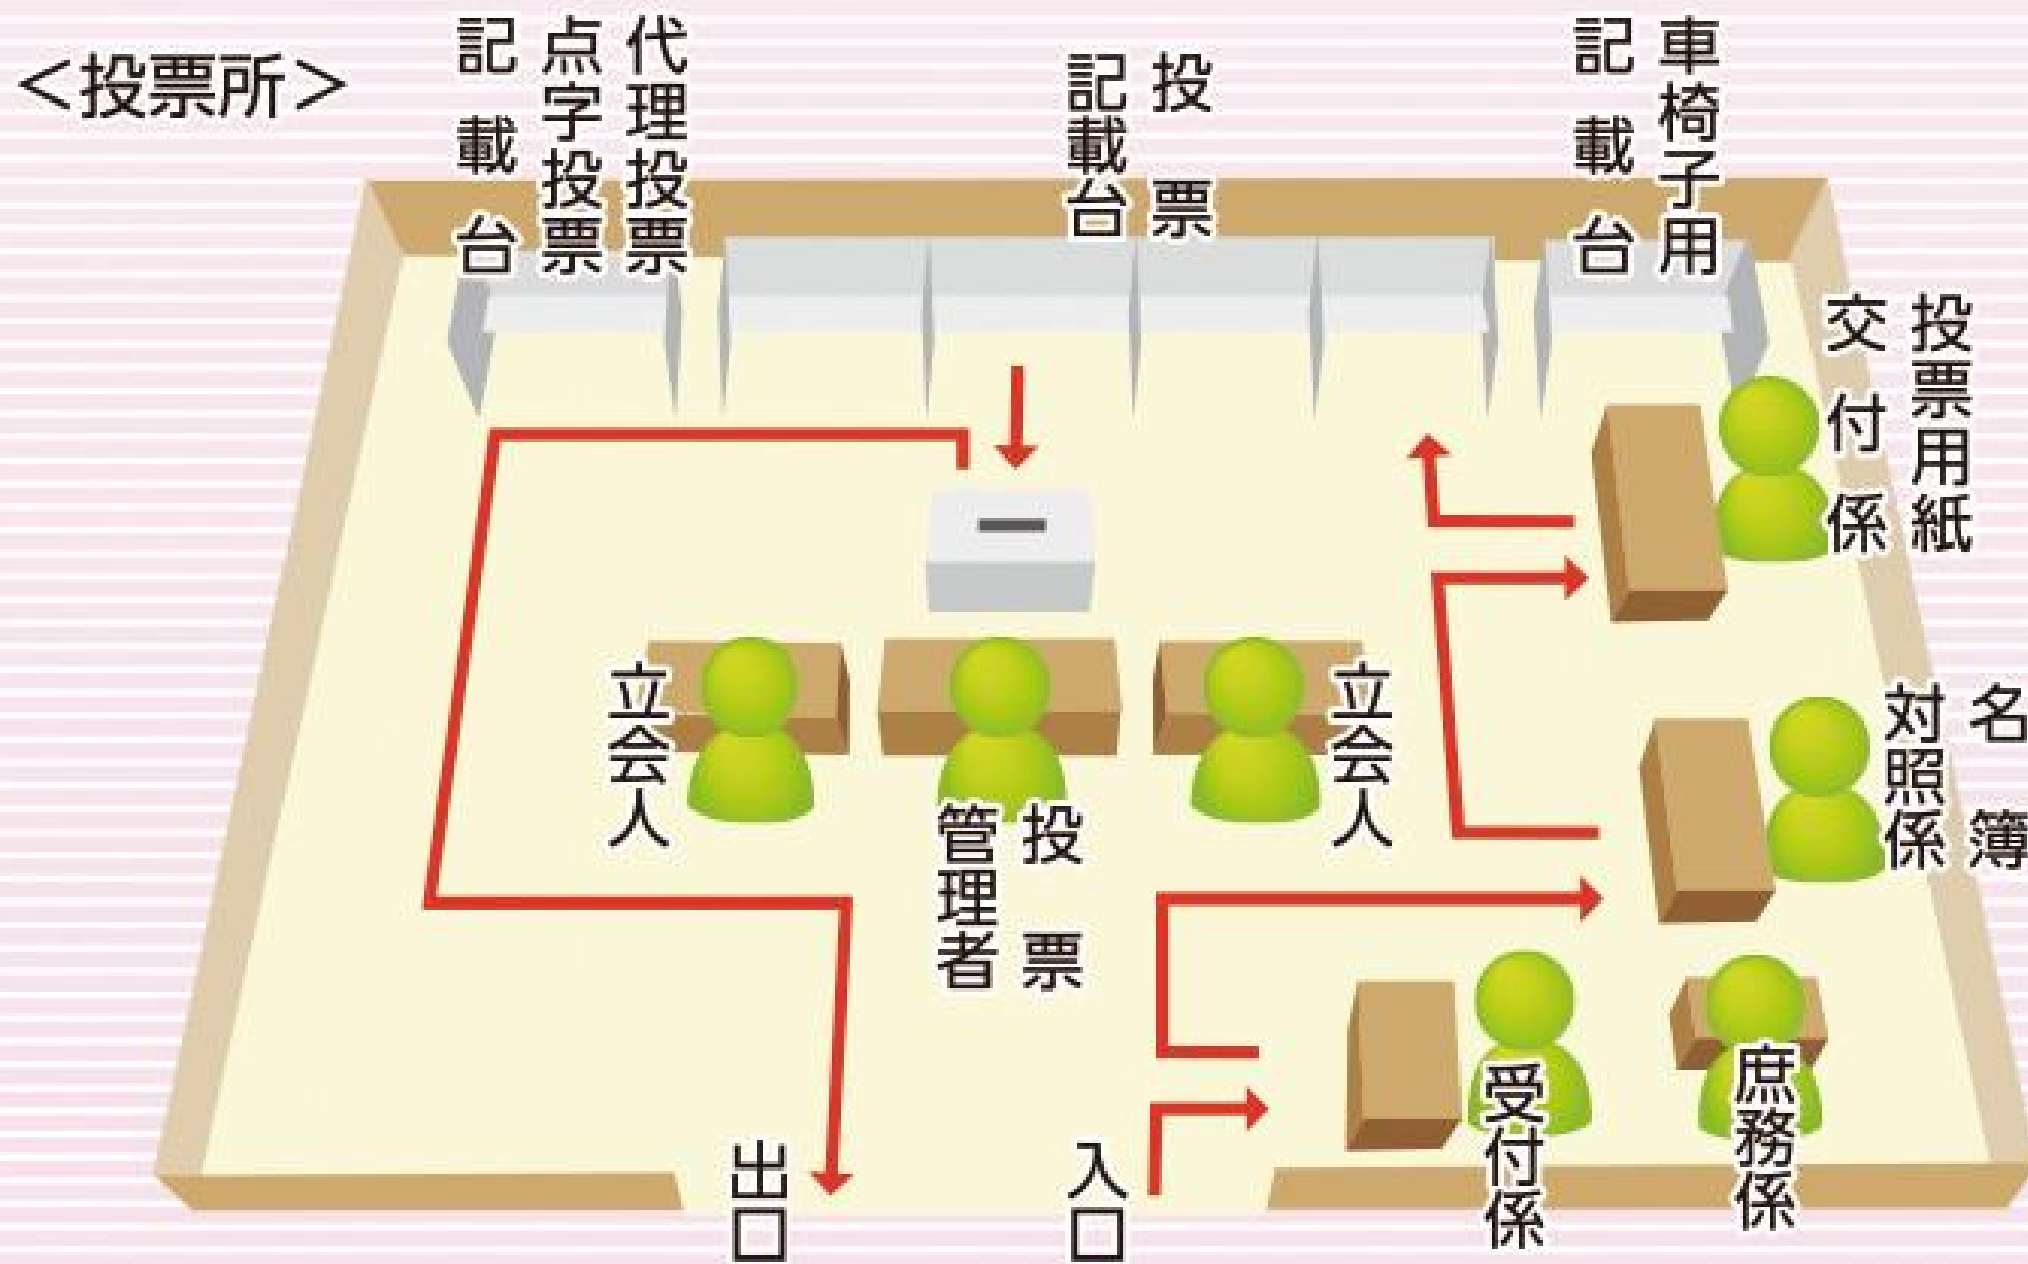 ＜投票所＞
代理投票
点字投票
記載台
投票
記載台
車椅子用
記載台
投票用紙
交付係
名簿
対照係
立会人
投票
管理者
立会人
受付係
庶務係
出口
入口